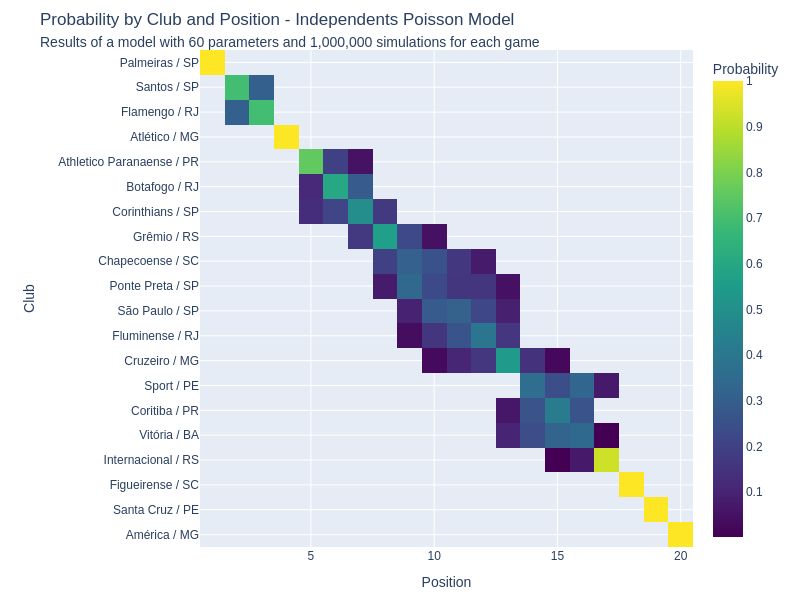 Probability by Club and Position - Independents Poisson Model
Results of a model with 60 parameters and 1,000,000 simulations for each game
Probability
Palmeiras / SP
Santos / SP
Flamengo / RJ
Atlético / MG
Athletico Paranaense / PR
Botafogo / RJ
Corinthians / SP
Grêmio / RS
Chapecoense / SC
Ponte Preta / SP
São Paulo / SP
Fluminense / RJ
Cruzeiro / MG
Sport / PE
Coritiba / PR
Vitória / BA
Internacional / RS
Figueirense / SC
Santa Cruz / PE
América / MG
Club
5 10 15 20
Position
1
0.9
0.8
0.7
0.6
0.5
0.4
0.3
0.2
0.1